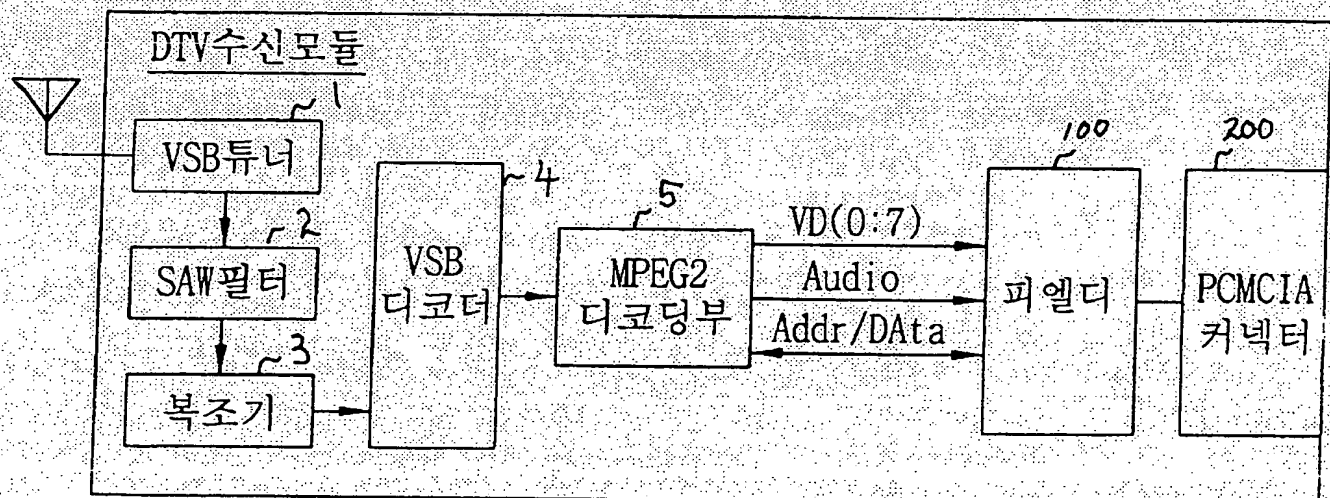 DTV수신모듈
1
VSB튜너
2
SAW필터
3
복조기
4
VSB
디코더
5
MPEG2
디코딩부
VD(0:7)
Audio
Addr/DAta
100
피엘디
200
PCMCIA
커넥터